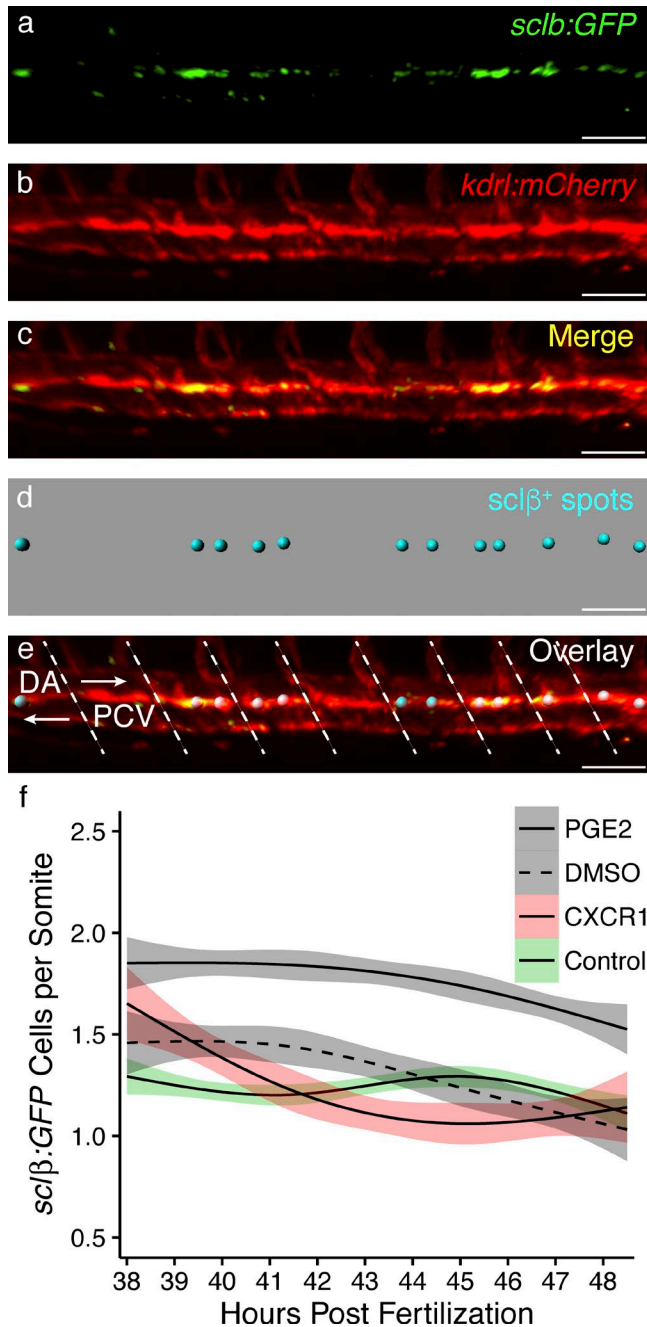 a
sclb:GFP
b
kdrl:mCherry
c
Merge
d
sclβ+ spots
e
Overlay
DA
PCV
f
2.5
2.0
1.5
1.0
0.5
sclβ:GFP Cells per Somite
PGE2
DMSO
CXCR1
Control
38 39 40 41 42 43 44 45 46 47 48
Hours Post Fertilization